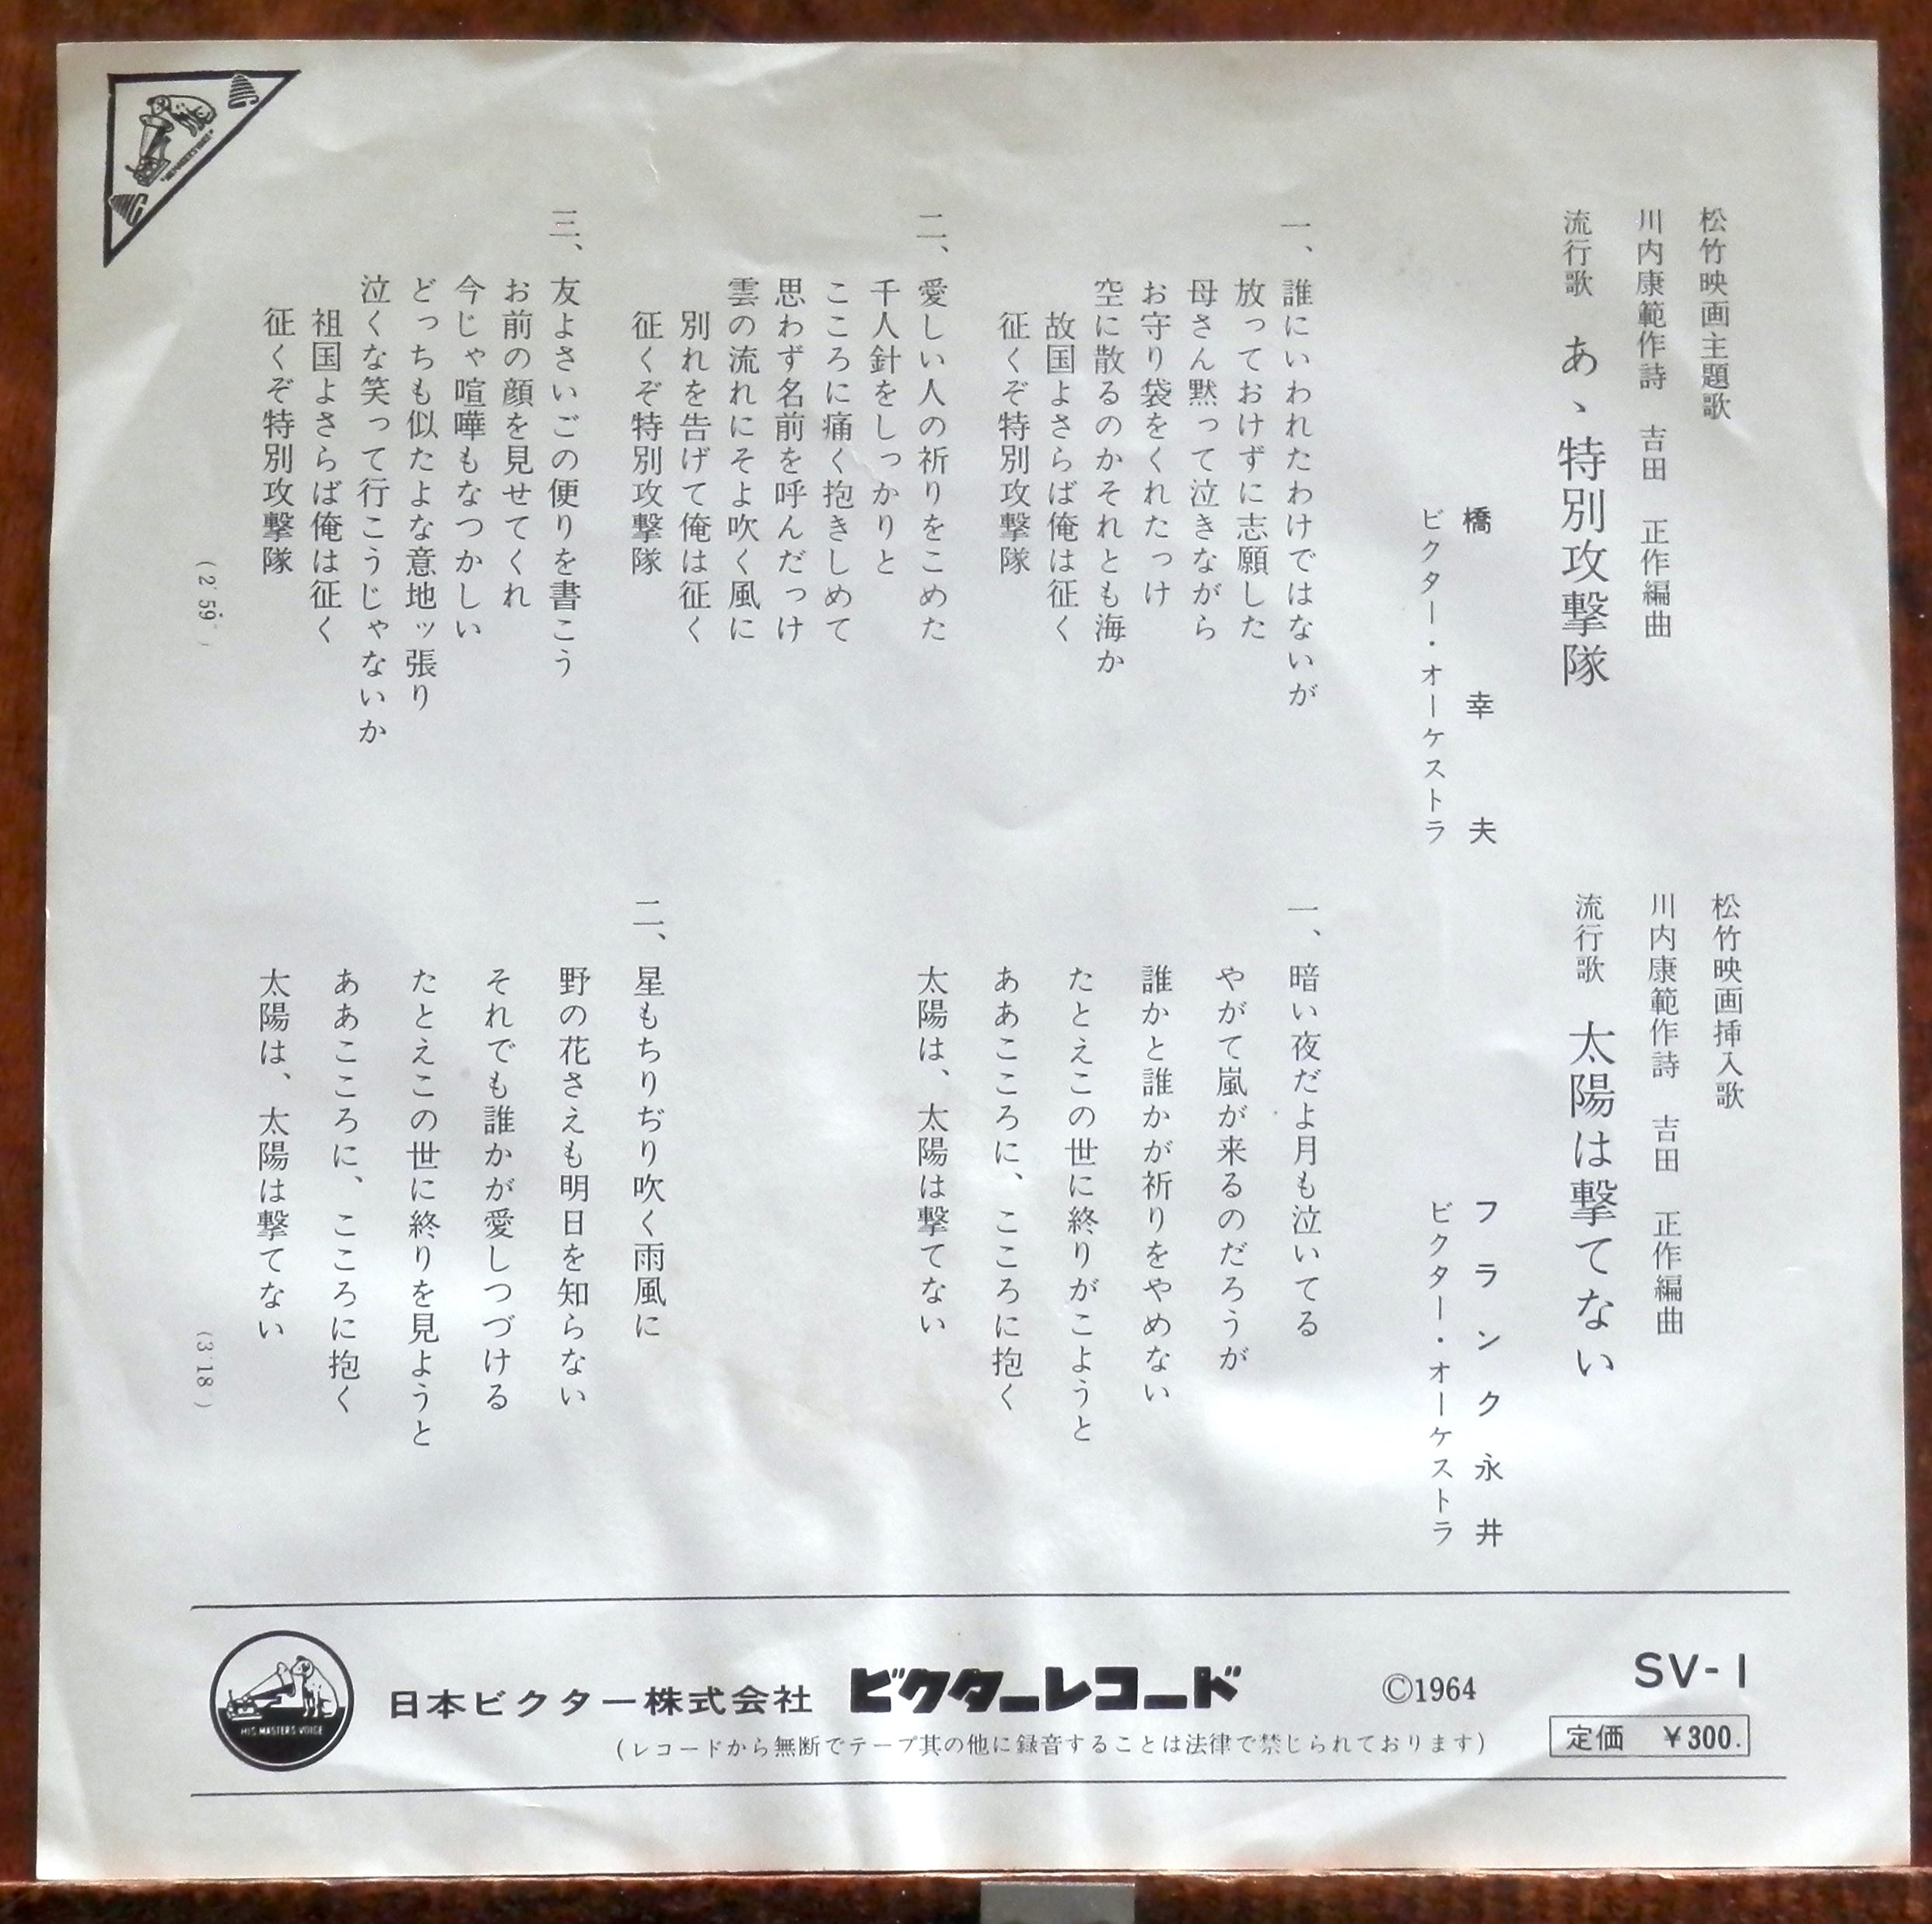 松竹映画主題歌
川内康範作詩　吉田　正作編曲
流行歌　あゝ特別攻撃隊
橋　幸　夫
ビクター・オーケストラ
一、誰にいわれたわけではないが
放っておけずに志願した
母さん黙って泣きながら
お守り袋をくれたっけ
空に散るのかそれとも海か
故国よさらば俺は征く
征くぞ特別攻撃隊
二、愛しい人の祈りをこめた
千人針をしっかりと
こころに痛く抱きしめて
思わず名前を呼んだっけ
雲の流れにそよ吹く風に
別れを告げて俺は征く
征くぞ特別攻撃隊
三、友よさいごの便りを書こう
お前の顔を見せてくれ
今じゃ喧嘩もなつかしい
どっちも似たよな意地ッ張り
泣くな笑って行こうじゃないか
祖国よさらば俺は征く
征くぞ特別攻撃隊
(2′59″)
松竹映画挿入歌
川内康範作詩　吉田　正作編曲
流行歌　太陽は撃てない
フランク永井
ビクター・オーケストラ
一、暗い夜だよ月も泣いてる
やがて嵐が来るのだろうが
誰かと誰かが祈りをやめない
たとえこの世に終りがこようと
ああこころに、こころに抱く
太陽は、太陽は撃てない
二、星もちりぢり吹く雨風に
野の花さえも明日を知らない
それでも誰かが愛しつづける
たとえこの世に終りを見ようと
ああこころに、こころに抱く
太陽は、太陽は撃てない
(3′18)
HIS MASTERS VOICE
日本ビクター株式会社　ビクターレコード　©1964　SV-1
(レコードから無断でテープ其の他に録音することは法律で禁じられております)
定価　¥300.